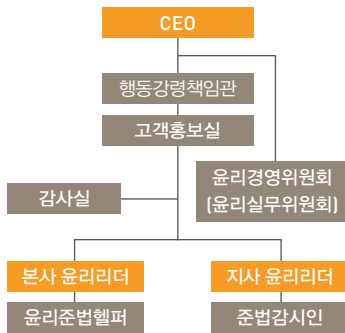 CEO
행동강령책임관
고객홍보실
윤리경영위원회
(윤리실무위원회)
감사실
본사 윤리리더
지사 윤리리더
윤리준법헬퍼
준법감시인